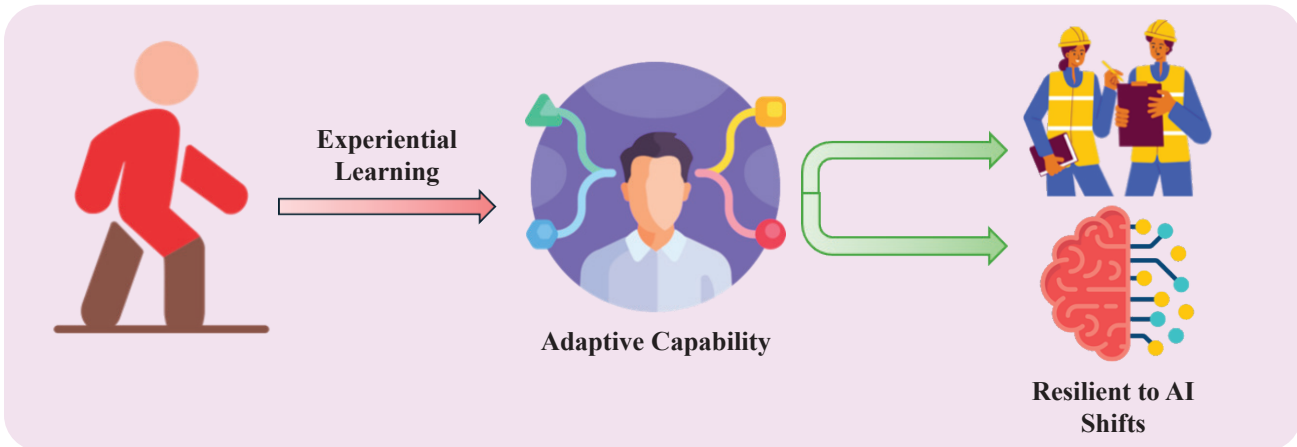 Experiential
Learning
Adaptive Capability
Resilient to AI
Shifts